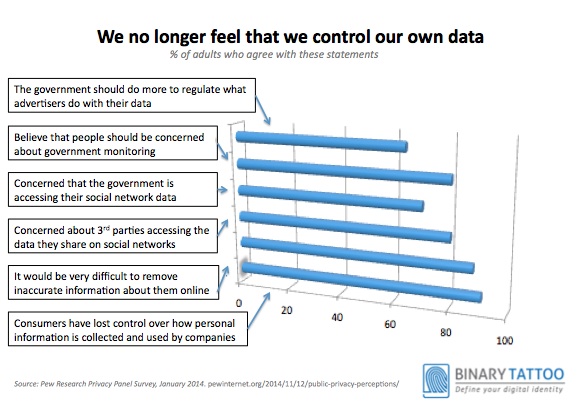 We no longer feel that we control our own data
% of adults who agree with these statements
The government should do more to regulate what
advertisers do with their data
Believe that people should be concerned
about government monitoring
Concerned that the government is
accessing their social network data
Concerned about 3rd parties accessing the
data they share on social networks
It would be very difficult to remove
inaccurate information about them online
Consumers have lost control over how personal
information is collected and used by companies
0
20
40
60
80
100
Source: Pew Research Privacy Panel Survey, January 2014. pewinternet.org/2014/11/12/public-privacy-perceptions/
BINARY TATTOO
Define your digital identity